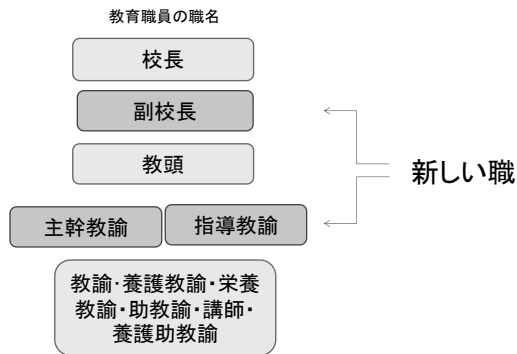 教育職員の職名
校長
副校長
教頭
新しい職
主幹教諭
指導教諭
教諭・養護教諭・栄養
教諭・助教諭・講師・
養護助教諭